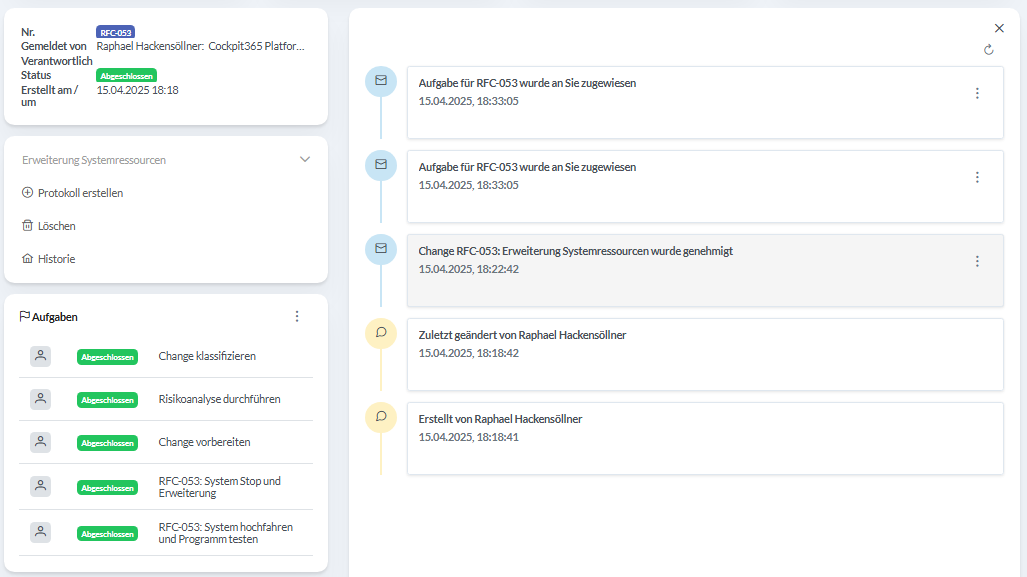 Nr. RFC-053
Gemeldet von Raphael Hackensöllner: Cockpit365 Platfor...
Verantwortlich
Status Abgeschlossen
Erstellt am / 15.04.2025 18:18
um
Erweiterung Systemressourcen
Protokoll erstellen
Löschen
Historie
Aufgaben
Abgeschlossen Change klassifizieren
Abgeschlossen Risikoanalyse durchführen
Abgeschlossen Change vorbereiten
Abgeschlossen RFC-053: System Stop und
Erweiterung
Abgeschlossen RFC-053: System hochfahren
und Programm testen
Aufgabe für RFC-053 wurde an Sie zugewiesen
15.04.2025, 18:33:05
Aufgabe für RFC-053 wurde an Sie zugewiesen
15.04.2025, 18:33:05
Change RFC-053: Erweiterung Systemressourcen wurde genehmigt
15.04.2025, 18:22:42
Zuletzt geändert von Raphael Hackensöllner
15.04.2025, 18:18:42
Erstellt von Raphael Hackensöllner
15.04.2025, 18:18:41